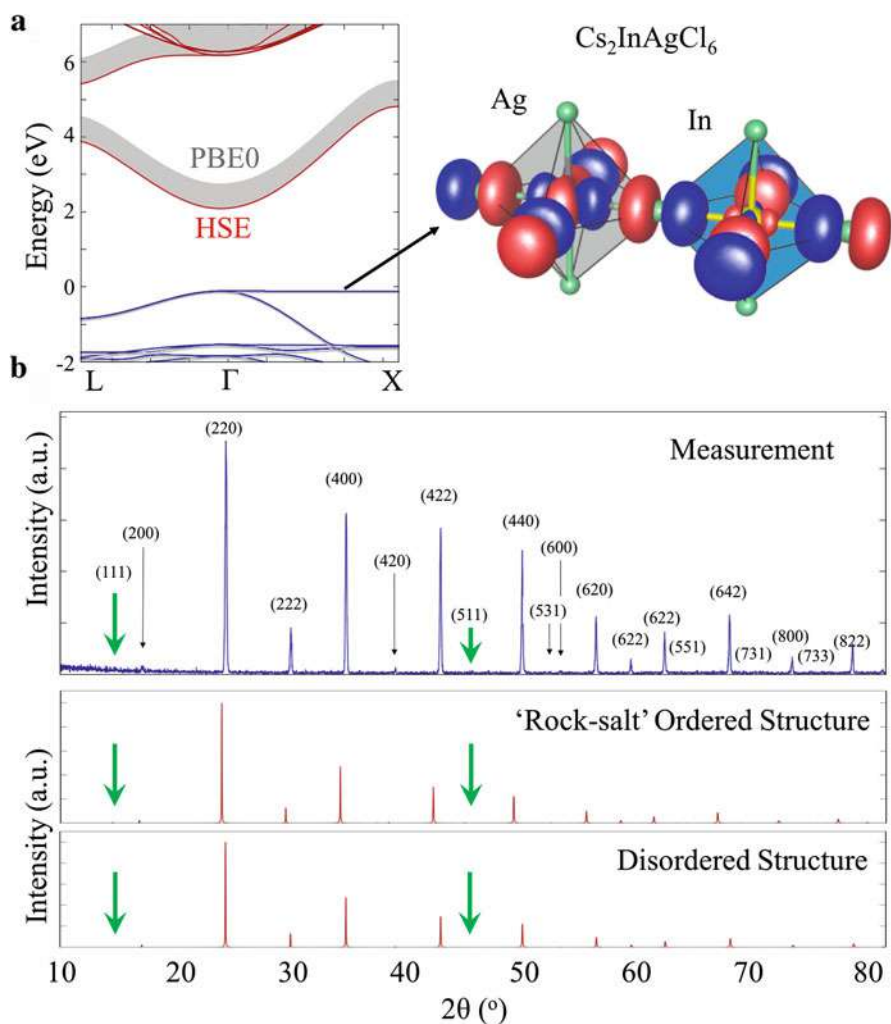 a
Cs₂InAgCl₆
Energy (eV)
6
4
2
0
-2
PBE0
HSE
L
Γ
X
Ag
In
b
Intensity (a.u.)
Measurement
(111)
(200)
(220)
(222)
(400)
(420)
(422)
(511)
(440)
(531)
(600)
(620)
(622)
(622)
(551)
(642)
(731)
(800)
(733)
(822)
Intensity (a.u.)
‘Rock-salt’ Ordered Structure
Disordered Structure
10
20
30
40
50
60
70
80
2θ (º)